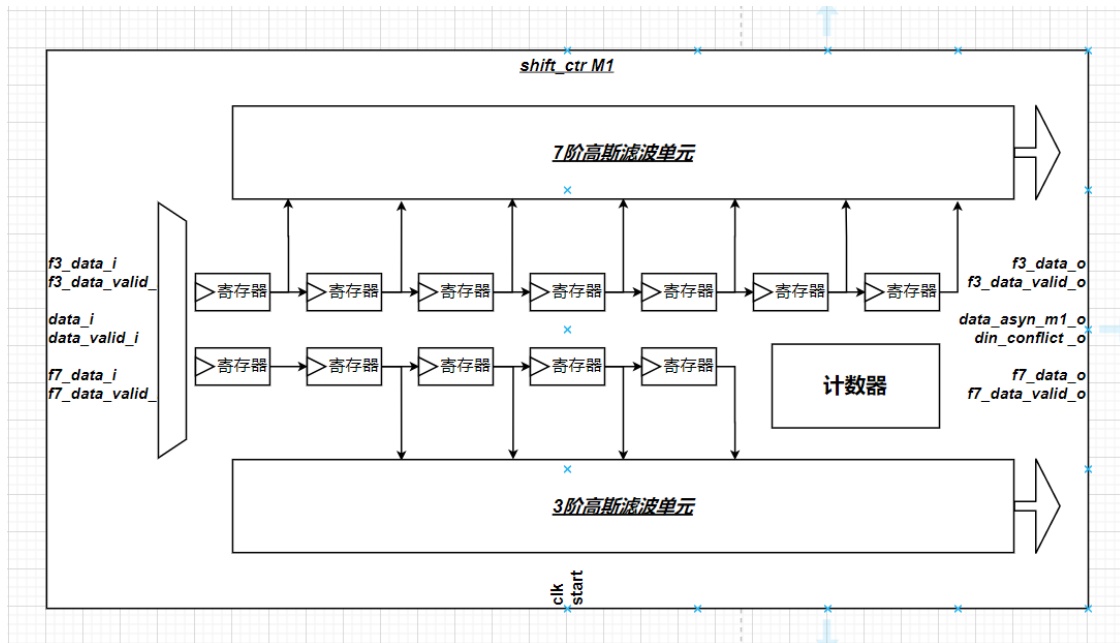 shift_ctr M1
7阶高斯滤波单元
f3_data_i
f3_data_valid_
data_i
data_valid_i
f7_data_i
f7_data_valid_
寄存器
寄存器
寄存器
寄存器
寄存器
寄存器
寄存器
寄存器
寄存器
寄存器
寄存器
寄存器
计数器
f3_data_o
f3_data_valid_o
data_asyn_m1_o
din_conflict_o
f7_data_o
f7_data_valid_o
3阶高斯滤波单元
clk
start